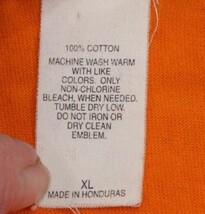 100% COTTON
MACHINE WASH WARM
WITH LIKE
COLORS. ONLY
NON-CHLORINE
BLEACH, WHEN NEEDED.
TUMBLE DRY LOW.
DO NOT IRON OR
DRY CLEAN
EMBLEM.
XL
MADE IN HONDURAS